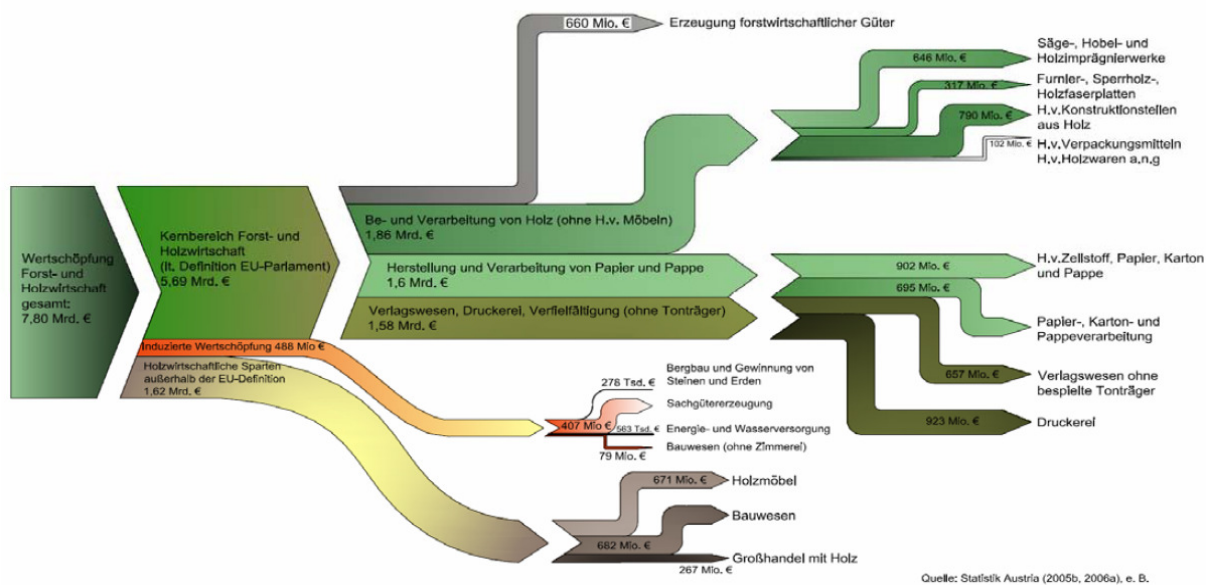 660 Mio. €
Erzeugung forstwirtschaftlicher Güter
Säge-, Hobel- und
Holzimprägnierwerke
646 Mio. €
Furnier-, Sperrholz-,
Holzfaserplatten
317 Mio. €
H.v.Konstruktionsteilen
aus Holz
790 Mio. €
102 Mio. €
H.v.Verpackungsmitteln
H.v.Holzwaren a.n.g
Wertschöpfung
Forst- und
Holzwirtschaft
gesamt:
7,80 Mrd. €
Kernbereich Forst- und
Holzwirtschaft
(lt. Definition EU-Parlament)
5,69 Mrd. €
Be- und Verarbeitung von Holz (ohne H.v. Möbeln)
1,86 Mrd. €
Herstellung und Verarbeitung von Papier und Pappe
1,6 Mrd. €
Verlagswesen, Druckerei, Verfielfältigung (ohne Tonträger)
1,58 Mrd. €
902 Mio. €
H.v.Zellstoff, Papier, Karton
und Pappe
695 Mio. €
Papier-, Karton- und
Pappeverarbeitung
657 Mio. €
Verlagswesen ohne
bespielte Tonträger
923 Mio. €
Druckerei
Induzierte Wertschöpfung 488 Mio €
Holzwirtschaftliche Sparten
außerhalb der EU-Definition
1,62 Mrd. €
278 Tsd. €
Bergbau und Gewinnung von
Steinen und Erden
Sachgütererzeugung
407 Mio €
563 Tsd. €
Energie- und Wasserversorgung
Bauwesen (ohne Zimmerei)
79 Mio. €
671 Mio. €
Holzmöbel
Bauwesen
682 Mio. €
Großhandel mit Holz
267 Mio. €
Quelle: Statistik Austria (2005b, 2006a), e. B.